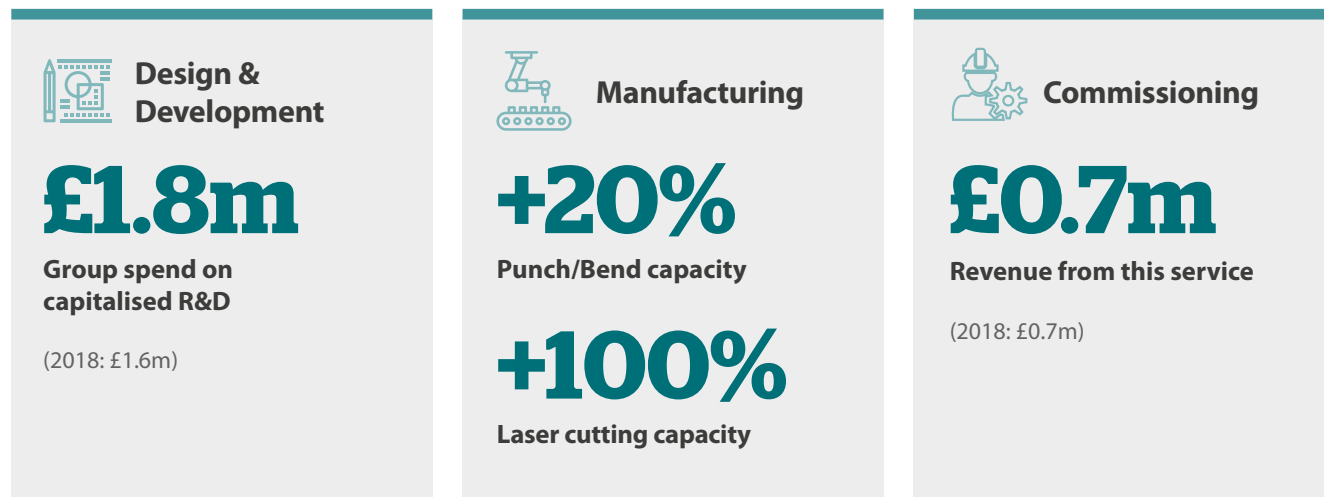 Design &
Development
£1.8m
Group spend on
capitalised R&D
(2018: £1.6m)
Manufacturing
+20%
Punch/Bend capacity
+100%
Laser cutting capacity
Commissioning
£0.7m
Revenue from this service
(2018: £0.7m)